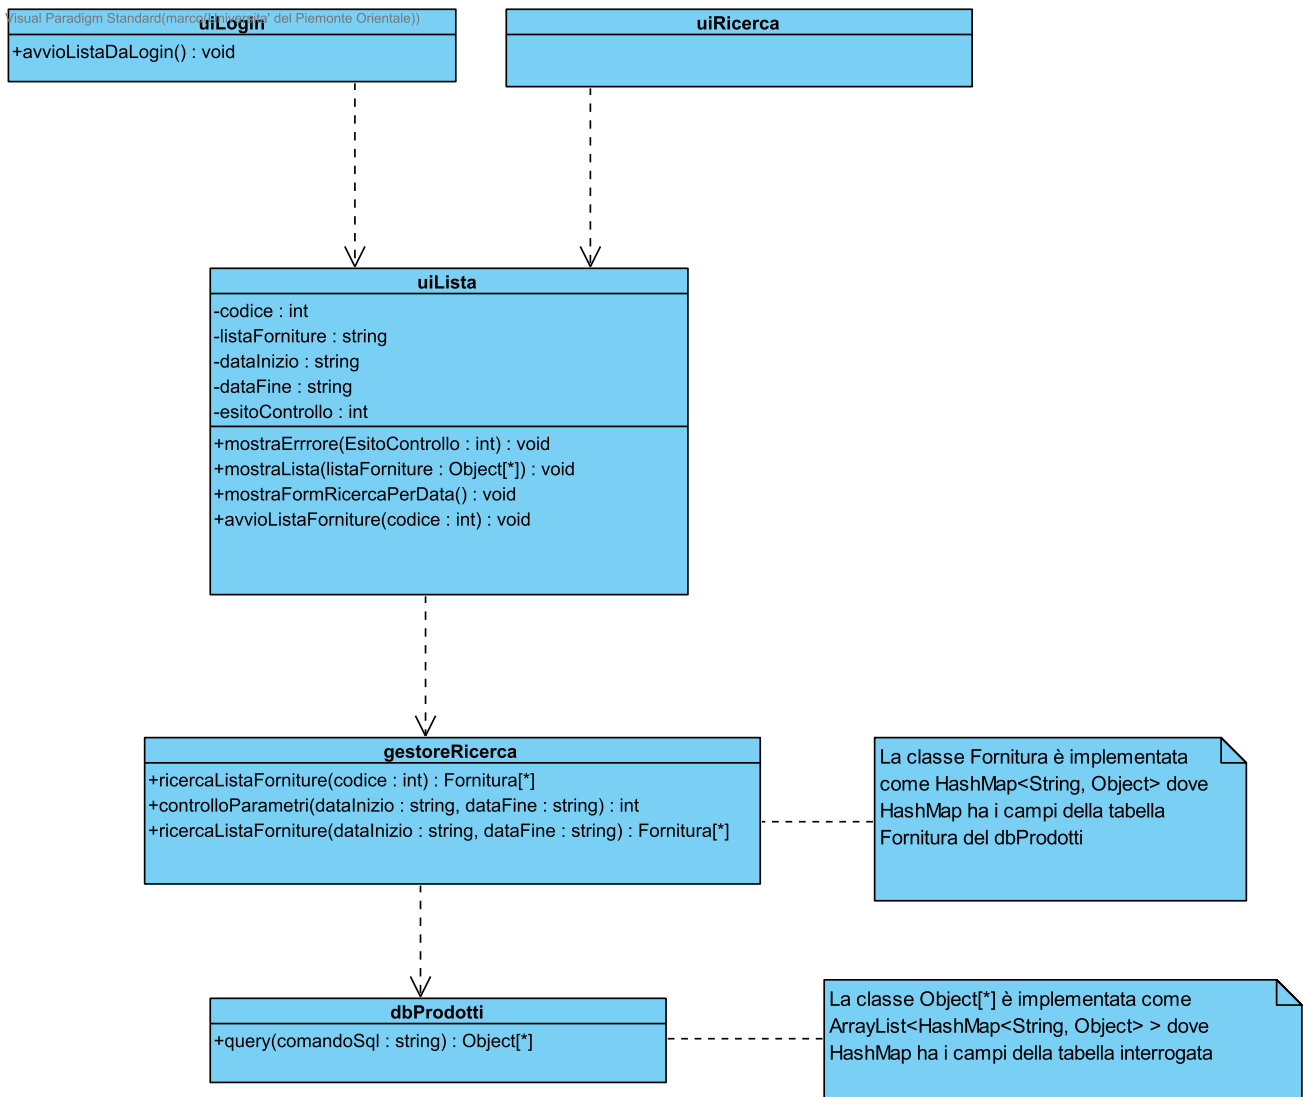 Visual Paradigm Standard(marco(Universita' del Piemonte Orientale))
uiLogin
+avvioListaDaLogin() : void
uiRicerca
uiLista
-codice : int
-listaForniture : string
-dataInizio : string
-dataFine : string
-esitoControllo : int
+mostraErrrore(EsitoControllo : int) : void
+mostraLista(listaForniture : Object[*]) : void
+mostraFormRicercaPerData() : void
+avvioListaForniture(codice : int) : void
gestoreRicerca
+ricercaListaForniture(codice : int) : Fornitura[*]
+controlloParametri(dataInizio : string, dataFine : string) : int
+ricercaListaForniture(dataInizio : string, dataFine : string) : Fornitura[*]
La classe Fornitura è implementata
come HashMap<String, Object> dove
HashMap ha i campi della tabella
Fornitura del dbProdotti
dbProdotti
+query(comandoSql : string) : Object[*]
La classe Object[*] è implementata come
ArrayList<HashMap<String, Object> > dove
HashMap ha i campi della tabella interrogata